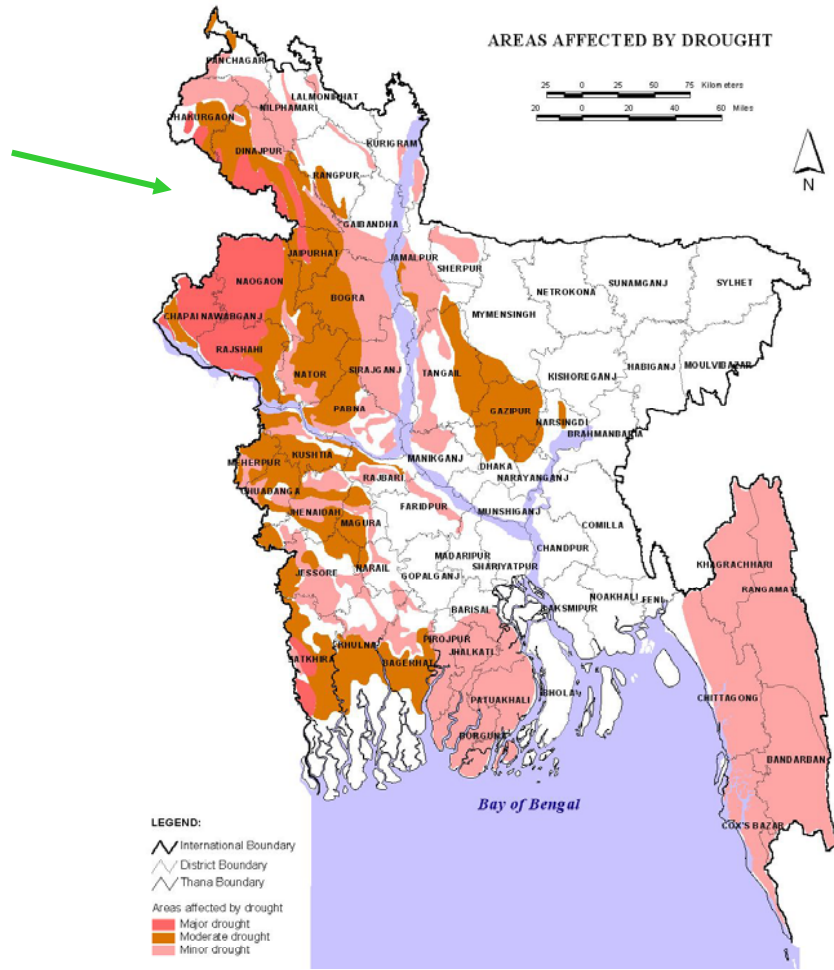 AREAS AFFECTED BY DROUGHT
25 0 25 50 75 Kilometers
20 0 20 40 60 Miles
N
PANCHAGAR
LALMONIRHAT
NILPHAMARI
THAKURGAON
KURIGRAM
DINAJPUR
RANGPUR
GAIBANDHA
JAIPURHAT
JAMALPUR
SHERPUR
NAOGAON
NETROKONA
SUNAMGANJ
SYLHET
BOGRA
MYMENSINGH
CHAPAI NAWABGANJ
RAJSHAHI
HABIGANJ
MOULVIBAZAR
NATOR
SIRAJGANJ
TANGAIL
KISHOREGANJ
PABNA
GAZIPUR
NARSINGDI
BRAHMANBARIA
KUSHTIA
MANIKGANJ
MEHERPUR
DHAKA
RAJBARI
NARAYANGANJ
CHUADANGA
JHENAIDAH
FARIDPUR
MUNSHIGANJ
MAGURA
COMILLA
MADARIPUR
CHANDPUR
KHAGRACHHARI
JESSORE
NARAIL
SHARIYATPUR
GOPALGANJ
RANGAMATI
NOAKHALI
FENI
BARISAL
LAKSMIPUR
PIROJPUR
SATKHIRA
KHULNA
BAGERHAT
JHALKATI
PATUAKHALI
BHOLA
CHITTAGONG
BORGUNA
BANDARBAN
Bay of Bengal
COX'S BAZAR
LEGEND:
International Boundary
District Boundary
Thana Boundary
Areas affected by drought
Major drought
Moderate drought
Minor drought